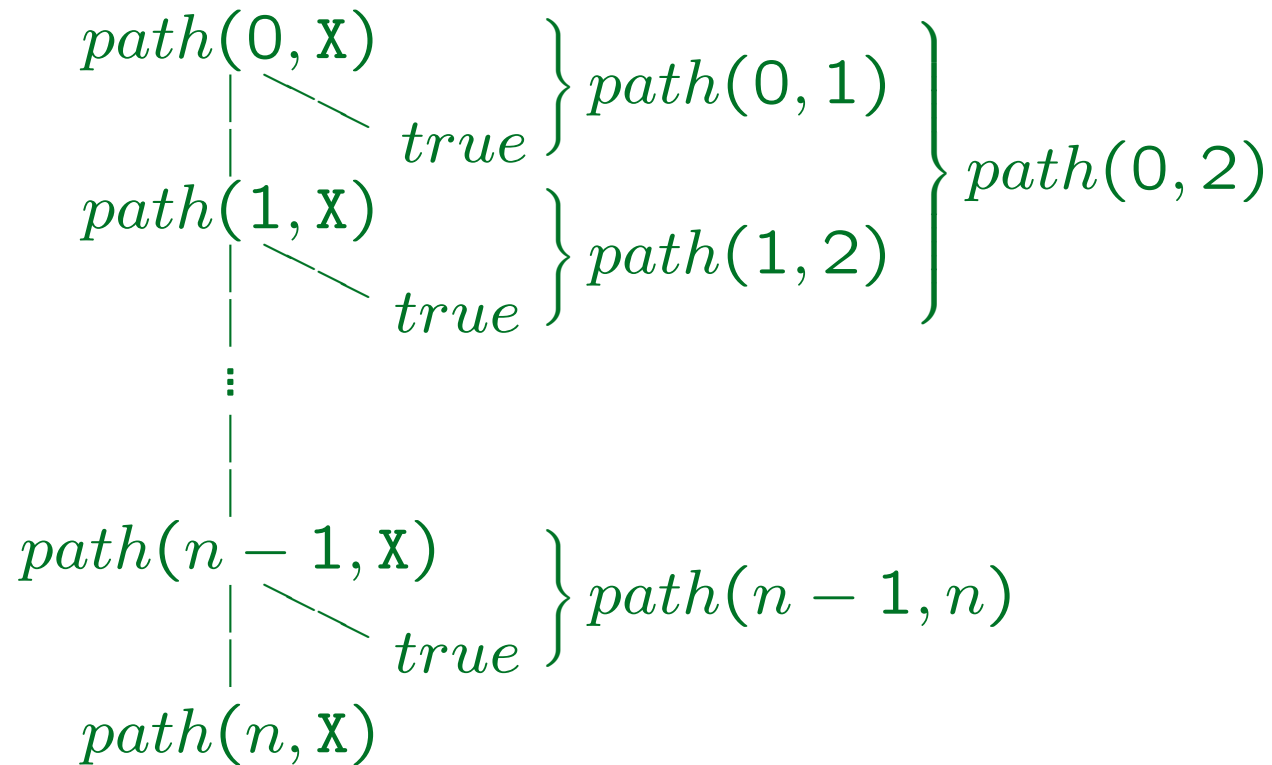 path(0, X)
path(0, 1)
true
path(0, 2)
path(1, X)
path(1, 2)
true
⋮
path(n − 1, X)
path(n − 1, n)
true
path(n, X)